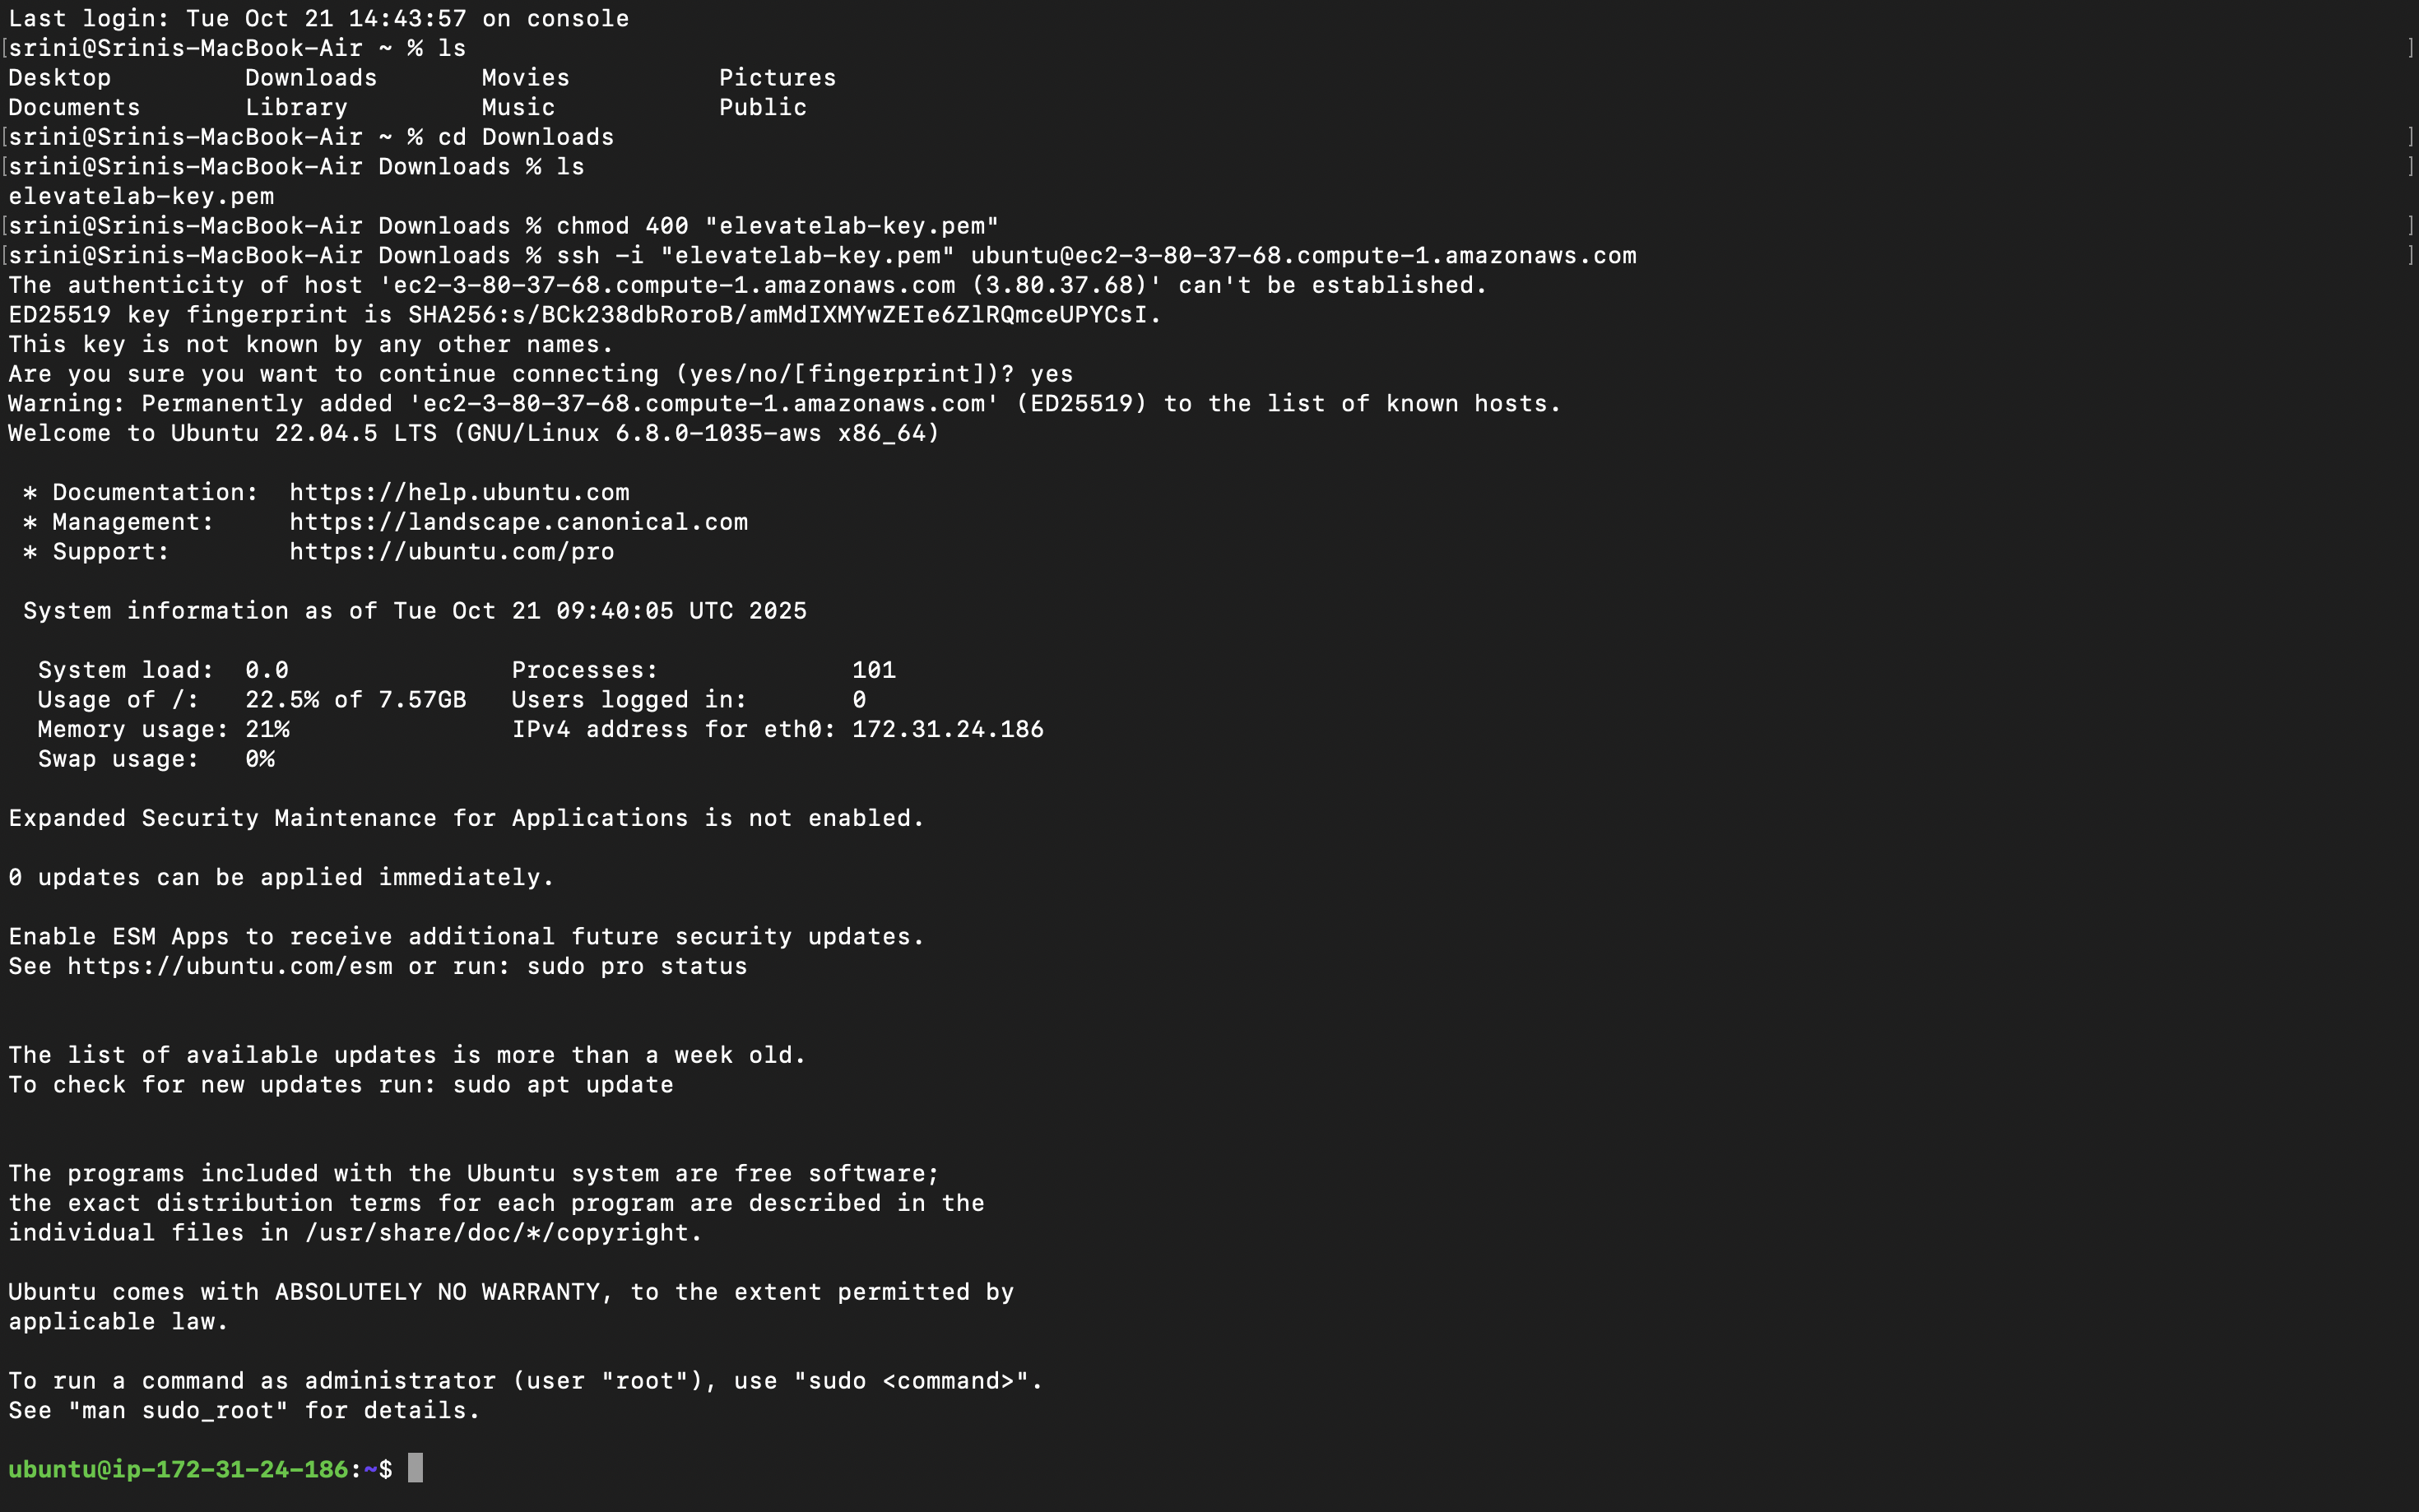 Last login: Tue Oct 21 14:43:57 on console
[srini@Srinis-MacBook-Air ~ % ls ]
Desktop Downloads Movies Pictures
Documents Library Music Public
[srini@Srinis-MacBook-Air ~ % cd Downloads ]
[srini@Srinis-MacBook-Air Downloads % ls ]
elevatelab-key.pem
[srini@Srinis-MacBook-Air Downloads % chmod 400 "elevatelab-key.pem" ]
[srini@Srinis-MacBook-Air Downloads % ssh -i "elevatelab-key.pem" ubuntu@ec2-3-80-37-68.compute-1.amazonaws.com ]
The authenticity of host 'ec2-3-80-37-68.compute-1.amazonaws.com (3.80.37.68)' can't be established.
ED25519 key fingerprint is SHA256:s/BCk238dbRoroB/amMdIXMYwZEIe6ZlRQmceUPYCsI.
This key is not known by any other names.
Are you sure you want to continue connecting (yes/no/[fingerprint])? yes
Warning: Permanently added 'ec2-3-80-37-68.compute-1.amazonaws.com' (ED25519) to the list of known hosts.
Welcome to Ubuntu 22.04.5 LTS (GNU/Linux 6.8.0-1035-aws x86_64)
* Documentation: https://help.ubuntu.com
* Management: https://landscape.canonical.com
* Support: https://ubuntu.com/pro
System information as of Tue Oct 21 09:40:05 UTC 2025
System load: 0.0 Processes: 101
Usage of /: 22.5% of 7.57GB Users logged in: 0
Memory usage: 21% IPv4 address for eth0: 172.31.24.186
Swap usage: 0%
Expanded Security Maintenance for Applications is not enabled.
0 updates can be applied immediately.
Enable ESM Apps to receive additional future security updates.
See https://ubuntu.com/esm or run: sudo pro status
The list of available updates is more than a week old.
To check for new updates run: sudo apt update
The programs included with the Ubuntu system are free software;
the exact distribution terms for each program are described in the
individual files in /usr/share/doc/*/copyright.
Ubuntu comes with ABSOLUTELY NO WARRANTY, to the extent permitted by
applicable law.
To run a command as administrator (user "root"), use "sudo <command>".
See "man sudo_root" for details.
ubuntu@ip-172-31-24-186:~$